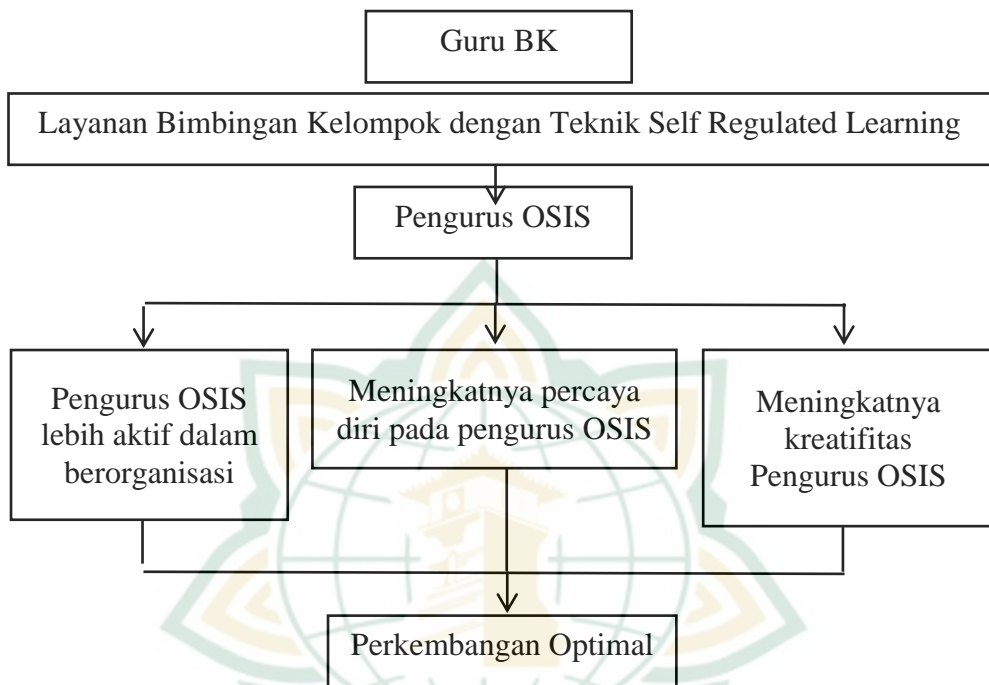 Guru BK
Layanan Bimbingan Kelompok dengan Teknik Self Regulated Learning
Pengurus OSIS
Pengurus OSIS
lebih aktif dalam
berorganisasi
Meningkatnya percaya
diri pada pengurus OSIS
Meningkatnya
kreatifitas
Pengurus OSIS
Perkembangan Optimal